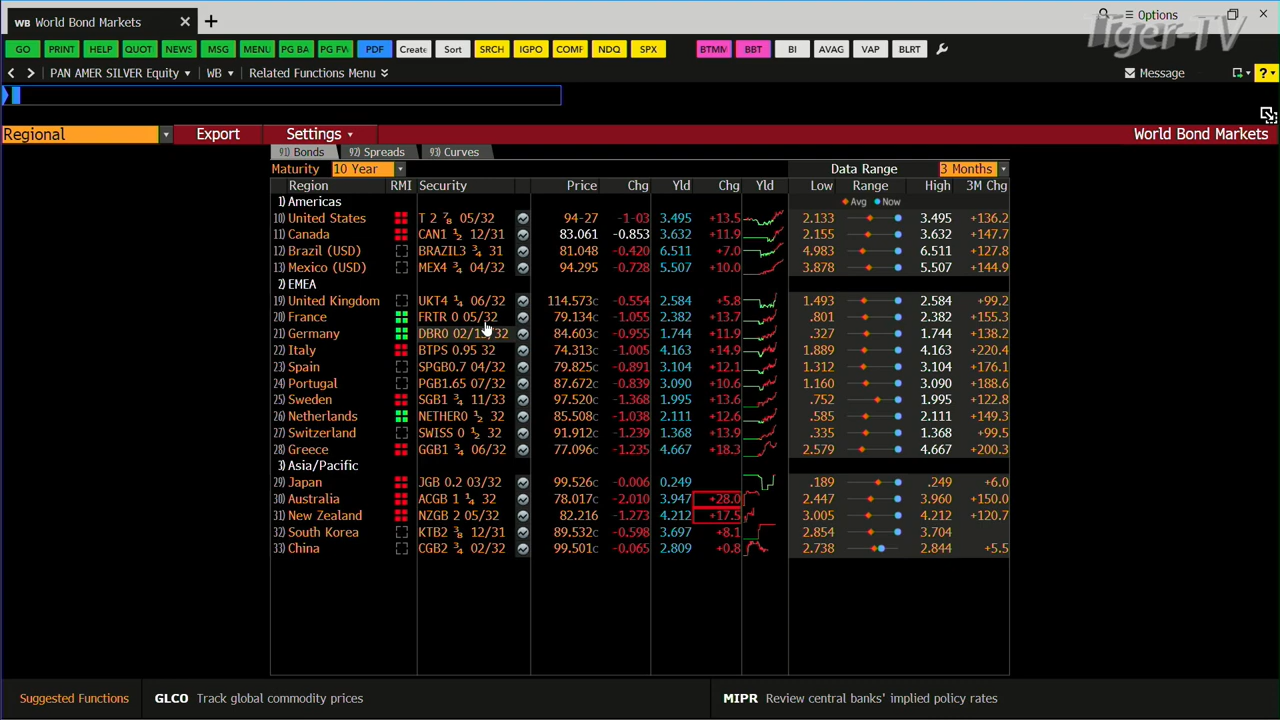 WB World Bond Markets
Options
Tiger-TV
GO PRINT HELP QUOT NEWS MSG MENU PG BA PG FW PDF Create Sort SRCH IGPO COMF NDQ SPX BTMM BBT BI AVAG VAP BLRT
PAN AMER SILVER Equity WB Related Functions Menu Message ?
Regional Export Settings World Bond Markets
91) Bonds 92) Spreads 93) Curves
Maturity 10 Year Data Range 3 Months
Region RMI Security Price Chg Yld Chg Yld Low Range High 3M Chg
1) Americas Avg Now
10) United States T 2 ⅞ 05/32 94-27 -1-03 3.495 +13.5 2.133 3.495 +136.2
11) Canada CAN1 ½ 12/31 83.061 -0.853 3.632 +11.9 2.155 3.632 +147.7
12) Brazil (USD) BRAZIL3 ¾ 31 81.048 -0.420 6.511 +7.0 4.983 6.511 +127.8
13) Mexico (USD) MEX4 ¾ 04/32 94.295 -0.728 5.507 +10.0 3.878 5.507 +144.9
2) EMEA
19) United Kingdom UKT4 ¼ 06/32 114.573c -0.554 2.584 +5.8 1.493 2.584 +99.2
20) France FRTR 0 05/32 79.134c -1.055 2.382 +13.7 .801 2.382 +155.3
21) Germany DBR0 02/15/32 84.603c -0.955 1.744 +11.9 .327 1.744 +138.2
22) Italy BTPS 0.95 32 74.313c -1.005 4.163 +14.9 1.889 4.163 +220.4
23) Spain SPGB0.7 04/32 79.825c -0.891 3.104 +12.1 1.312 3.104 +176.1
24) Portugal PGB1.65 07/32 87.672c -0.839 3.090 +10.6 1.160 3.090 +188.6
25) Sweden SGB1 ¾ 11/33 97.520c -1.368 1.995 +13.6 .752 1.995 +122.8
26) Netherlands NETHER0 ½ 32 85.508c -1.038 2.111 +12.6 .585 2.111 +149.3
27) Switzerland SWISS 0 ½ 32 91.912c -1.239 1.368 +13.9 .335 1.368 +99.5
28) Greece GGB1 ¾ 06/32 77.096c -1.235 4.667 +18.3 2.579 4.667 +200.3
3) Asia/Pacific
29) Japan JGB 0.2 03/32 99.526c -0.006 0.249 .189 .249 +6.0
30) Australia ACGB 1 ¼ 32 78.017c -2.010 3.947 +28.0 2.447 3.960 +150.0
31) New Zealand NZGB 2 05/32 82.216 -1.273 4.212 +17.5 3.005 4.212 +120.7
32) South Korea KTB2 ⅜ 12/31 89.532c -0.598 3.697 +8.1 2.854 3.704
33) China CGB2 ¾ 02/32 99.501c -0.065 2.809 +0.8 2.738 2.844 +5.5
Suggested Functions GLCO Track global commodity prices MIPR Review central banks' implied policy rates